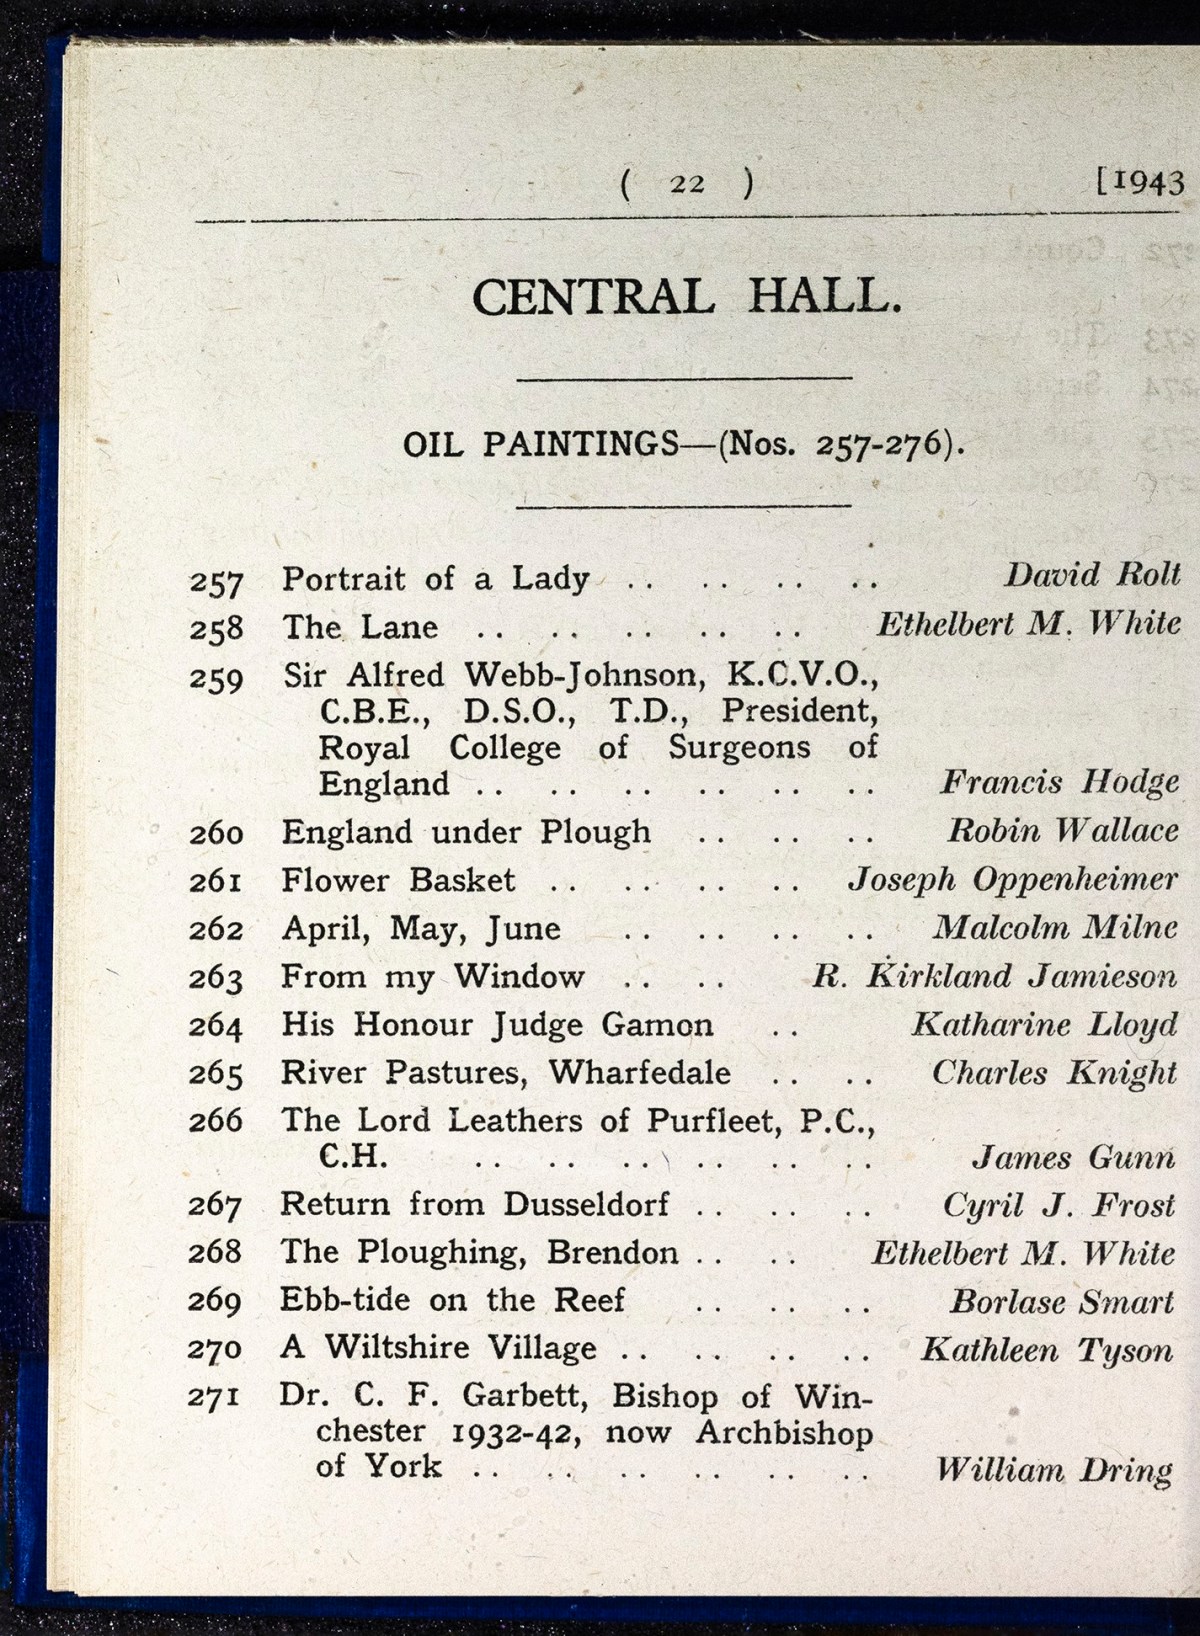 ( 22 ) [1943
CENTRAL HALL.
OIL PAINTINGS—(Nos. 257-276).
257 Portrait of a Lady .. .. .. .. David Rolt
258 The Lane .. .. .. .. .. Ethelbert M. White
259 Sir Alfred Webb-Johnson, K.C.V.O.,
C.B.E., D.S.O., T.D., President,
Royal College of Surgeons of
England .. .. .. .. .. .. Francis Hodge
260 England under Plough .. .. .. Robin Wallace
261 Flower Basket .. .. .. .. Joseph Oppenheimer
262 April, May, June .. .. .. .. Malcolm Milne
263 From my Window .. .. R. Kirkland Jamieson
264 His Honour Judge Gamon .. Katharine Lloyd
265 River Pastures, Wharfedale .. .. Charles Knight
266 The Lord Leathers of Purfleet, P.C.,
C.H. .. .. .. .. .. .. James Gunn
267 Return from Dusseldorf .. .. .. Cyril J. Frost
268 The Ploughing, Brendon .. .. Ethelbert M. White
269 Ebb-tide on the Reef .. .. .. Borlase Smart
270 A Wiltshire Village .. .. .. .. Kathleen Tyson
271 Dr. C. F. Garbett, Bishop of Win-
chester 1932-42, now Archbishop
of York .. .. .. .. .. .. William Dring